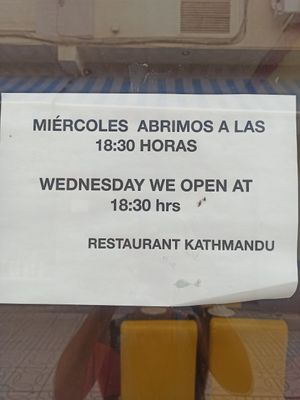 MIÉRCOLES ABRIMOS A LAS
18:30 HORAS
WEDNESDAY WE OPEN AT
18:30 hrs
RESTAURANT KATHMANDU